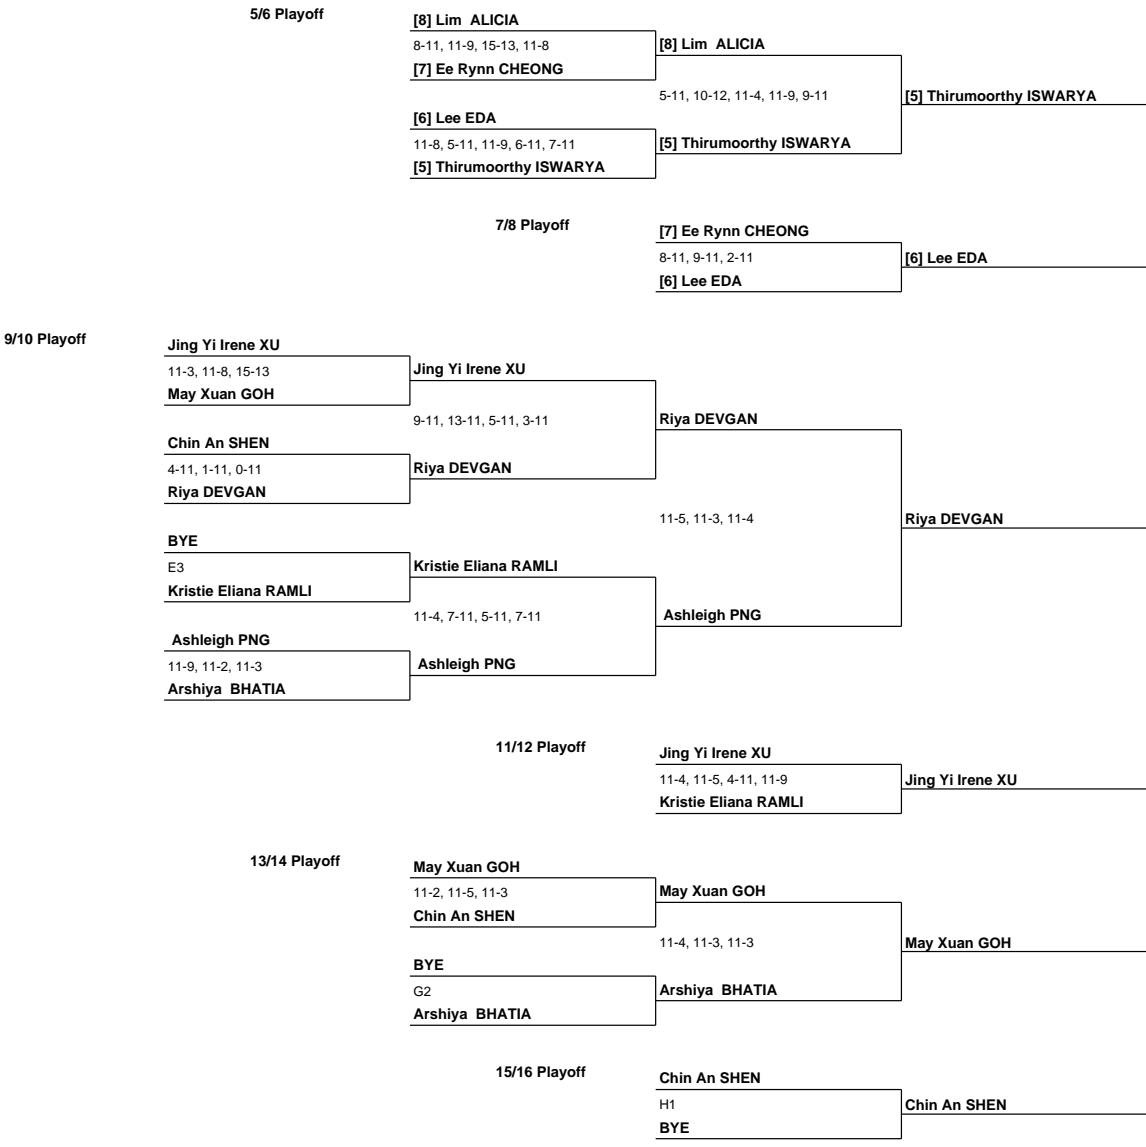 5/6 Playoff
[8] Lim  ALICIA
8-11, 11-9, 15-13, 11-8
[8] Lim  ALICIA
[7] Ee Rynn CHEONG
5-11, 10-12, 11-4, 11-9, 9-11
[5] Thirumoorthy ISWARYA
[6] Lee EDA
11-8, 5-11, 11-9, 6-11, 7-11
[5] Thirumoorthy ISWARYA
[5] Thirumoorthy ISWARYA
7/8 Playoff
[7] Ee Rynn CHEONG
8-11, 9-11, 2-11
[6] Lee EDA
[6] Lee EDA
9/10 Playoff
Jing Yi Irene XU
11-3, 11-8, 15-13
Jing Yi Irene XU
May Xuan GOH
9-11, 13-11, 5-11, 3-11
Riya DEVGAN
Chin An SHEN
4-11, 1-11, 0-11
Riya DEVGAN
Riya DEVGAN
11-5, 11-3, 11-4
Riya DEVGAN
BYE
E3
Kristie Eliana RAMLI
Kristie Eliana RAMLI
11-4, 7-11, 5-11, 7-11
Ashleigh PNG
Ashleigh PNG
11-9, 11-2, 11-3
Ashleigh PNG
Arshiya  BHATIA
11/12 Playoff
Jing Yi Irene XU
11-4, 11-5, 4-11, 11-9
Jing Yi Irene XU
Kristie Eliana RAMLI
13/14 Playoff
May Xuan GOH
11-2, 11-5, 11-3
May Xuan GOH
Chin An SHEN
11-4, 11-3, 11-3
May Xuan GOH
BYE
G2
Arshiya  BHATIA
Arshiya  BHATIA
15/16 Playoff
Chin An SHEN
H1
Chin An SHEN
BYE